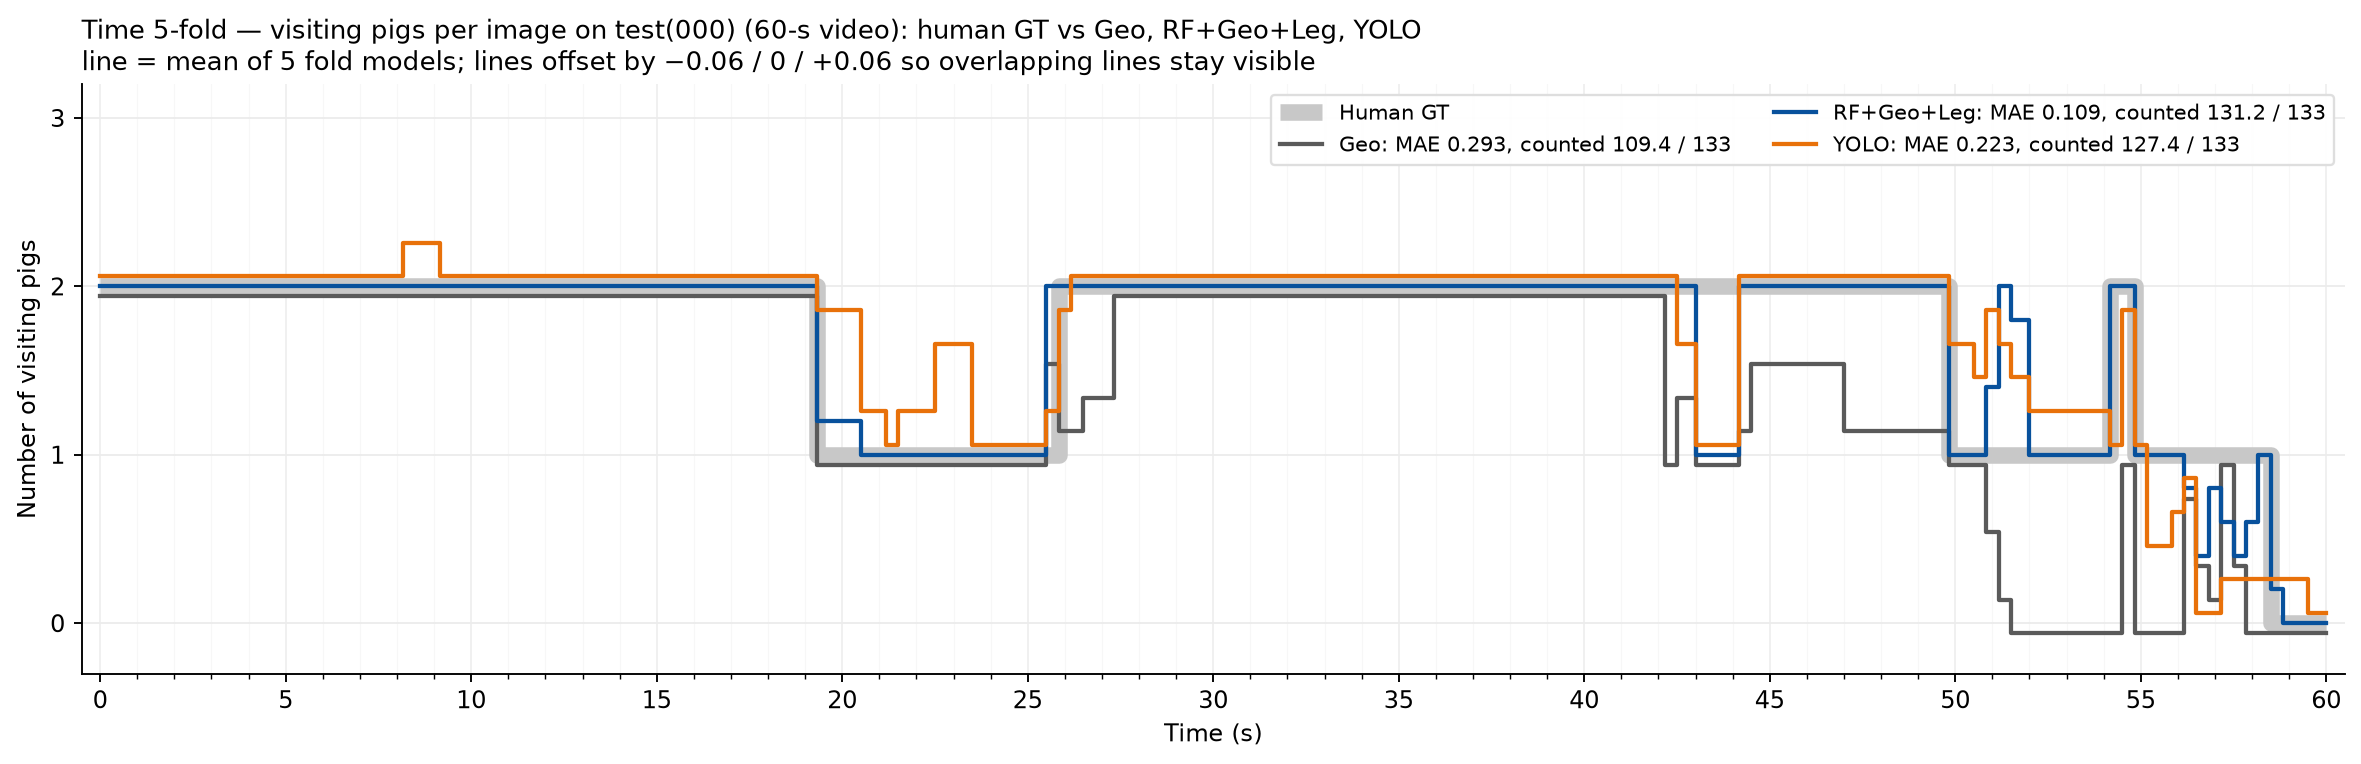 Time 5-fold — visiting pigs per image on test(000) (60-s video): human GT vs Geo, RF+Geo+Leg, YOLO
line = mean of 5 fold models; lines offset by −0.06 / 0 / +0.06 so overlapping lines stay visible
Human GT
Geo: MAE 0.293, counted 109.4 / 133
RF+Geo+Leg: MAE 0.109, counted 131.2 / 133
YOLO: MAE 0.223, counted 127.4 / 133
Number of visiting pigs
3
2
1
0
0 5 10 15 20 25 30 35 40 45 50 55 60
Time (s)